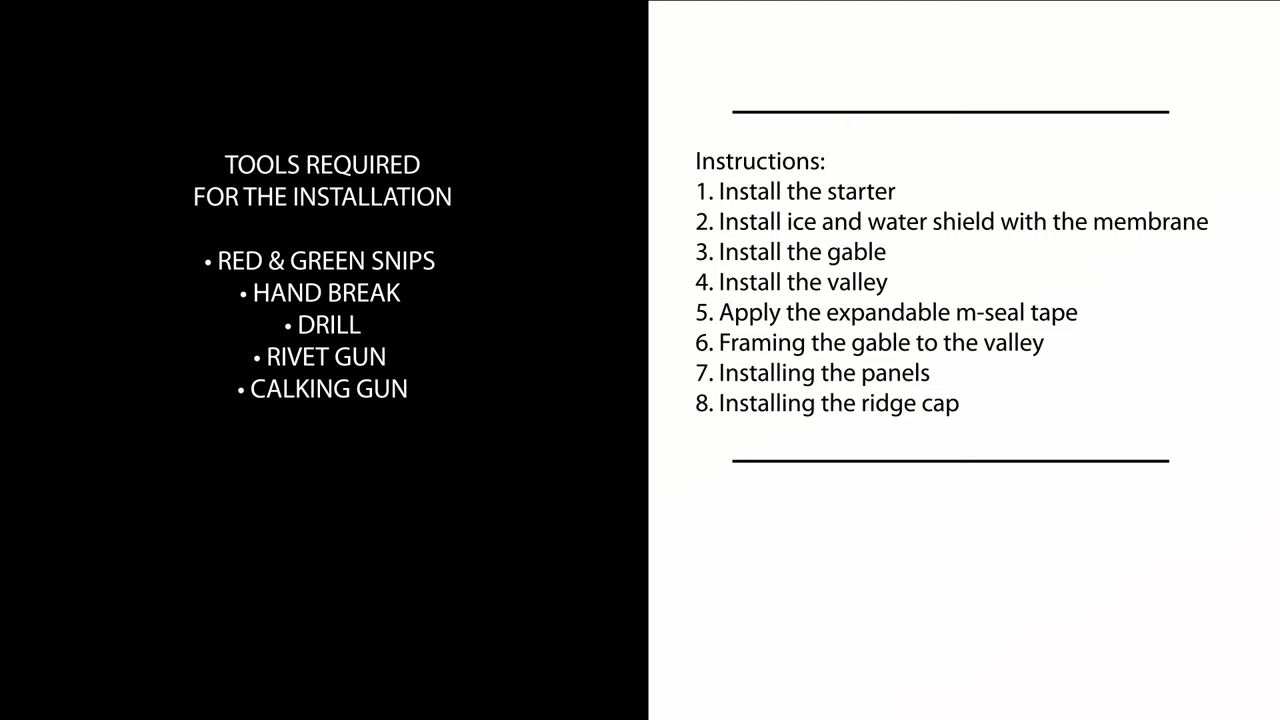 TOOLS REQUIRED
FOR THE INSTALLATION
• RED & GREEN SNIPS
• HAND BREAK
• DRILL
• RIVET GUN
• CALKING GUN
Instructions:
1. Install the starter
2. Install ice and water shield with the membrane
3. Install the gable
4. Install the valley
5. Apply the expandable m-seal tape
6. Framing the gable to the valley
7. Installing the panels
8. Installing the ridge cap